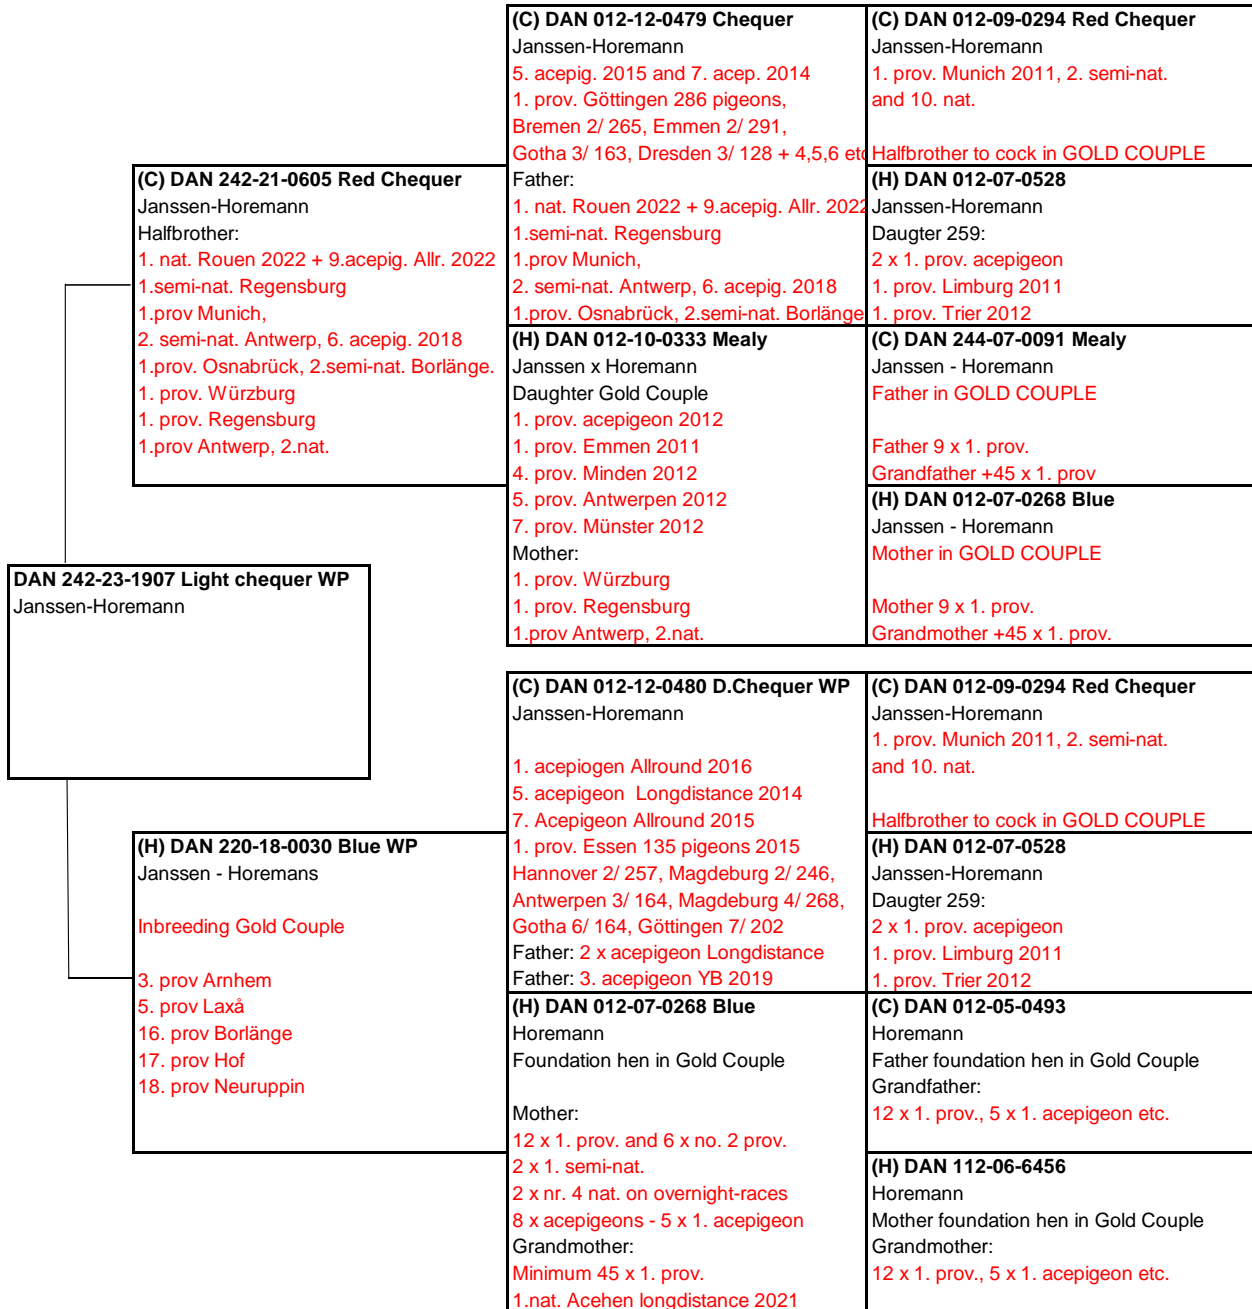 (C) DAN 012-12-0479 Chequer
Janssen-Horemann
5. acepig. 2015 and 7. acep. 2014
1. prov. Göttingen 286 pigeons,
Bremen 2/ 265, Emmen 2/ 291,
Gotha 3/ 163, Dresden 3/ 128 + 4,5,6 etc
Father:
1. nat. Rouen 2022 + 9.acepig. Allr. 2022
1.semi-nat. Regensburg
1.prov Munich,
2. semi-nat. Antwerp, 6. acepig. 2018
1.prov. Osnabrück, 2.semi-nat. Borlänge
(C) DAN 012-09-0294 Red Chequer
Janssen-Horemann
1. prov. Munich 2011, 2. semi-nat.
and 10. nat.
Halfbrother to cock in GOLD COUPLE
(H) DAN 012-07-0528
Janssen-Horemann
Daugter 259:
2 x 1. prov. acepigeon
1. prov. Limburg 2011
1. prov. Trier 2012
(C) DAN 242-21-0605 Red Chequer
Janssen-Horemann
Halfbrother:
1. nat. Rouen 2022 + 9.acepig. Allr. 2022
1.semi-nat. Regensburg
1.prov Munich,
2. semi-nat. Antwerp, 6. acepig. 2018
1.prov. Osnabrück, 2.semi-nat. Borlänge.
1. prov. Würzburg
1. prov. Regensburg
1.prov Antwerp, 2.nat.
(H) DAN 012-10-0333 Mealy
Janssen x Horemann
Daughter Gold Couple
1. prov. acepigeon 2012
1. prov. Emmen 2011
4. prov. Minden 2012
5. prov. Antwerpen 2012
7. prov. Münster 2012
Mother:
1. prov. Würzburg
1. prov. Regensburg
1.prov Antwerp, 2.nat.
(C) DAN 244-07-0091 Mealy
Janssen - Horemann
Father in GOLD COUPLE
Father 9 x 1. prov.
Grandfather +45 x 1. prov
(H) DAN 012-07-0268 Blue
Janssen - Horemann
Mother in GOLD COUPLE
Mother 9 x 1. prov.
Grandmother +45 x 1. prov.
DAN 242-23-1907 Light chequer WP
Janssen-Horemann
(C) DAN 012-12-0480 D.Chequer WP
Janssen-Horemann
1. acepiogen Allround 2016
5. acepigeon  Longdistance 2014
7. Acepigeon Allround 2015
1. prov. Essen 135 pigeons 2015
Hannover 2/ 257, Magdeburg 2/ 246,
Antwerpen 3/ 164, Magdeburg 4/ 268,
Gotha 6/ 164, Göttingen 7/ 202
Father: 2 x acepigeon Longdistance
Father: 3. acepigeon YB 2019
(C) DAN 012-09-0294 Red Chequer
Janssen-Horemann
1. prov. Munich 2011, 2. semi-nat.
and 10. nat.
Halfbrother to cock in GOLD COUPLE
(H) DAN 012-07-0528
Janssen-Horemann
Daugter 259:
2 x 1. prov. acepigeon
1. prov. Limburg 2011
1. prov. Trier 2012
(H) DAN 220-18-0030 Blue WP
Janssen - Horemans
Inbreeding Gold Couple
3. prov Arnhem
5. prov Laxå
16. prov Borlänge
17. prov Hof
18. prov Neuruppin
(H) DAN 012-07-0268 Blue
Horemann
Foundation hen in Gold Couple
Mother:
12 x 1. prov. and 6 x no. 2 prov.
2 x 1. semi-nat.
2 x nr. 4 nat. on overnight-races
8 x acepigeons - 5 x 1. acepigeon
Grandmother:
Minimum 45 x 1. prov.
1.nat. Acehen longdistance 2021
(C) DAN 012-05-0493
Horemann
Father foundation hen in Gold Couple
Grandfather:
12 x 1. prov., 5 x 1. acepigeon etc.
(H) DAN 112-06-6456
Horemann
Mother foundation hen in Gold Couple
Grandmother:
12 x 1. prov., 5 x 1. acepigeon etc.